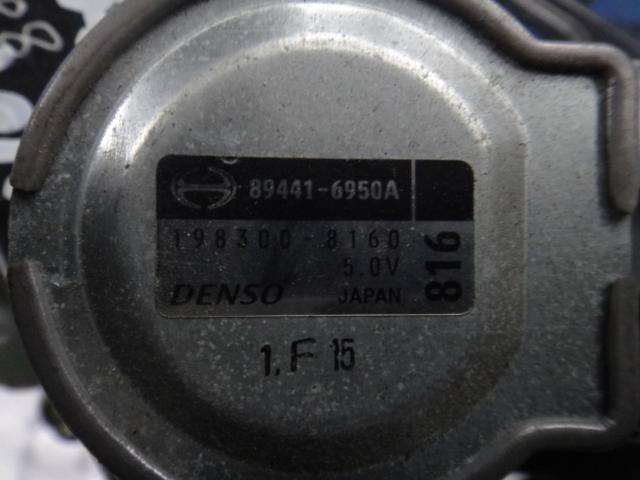 89441-6950A
198300-8160
5.0V
DENSO JAPAN
816
1. F 15